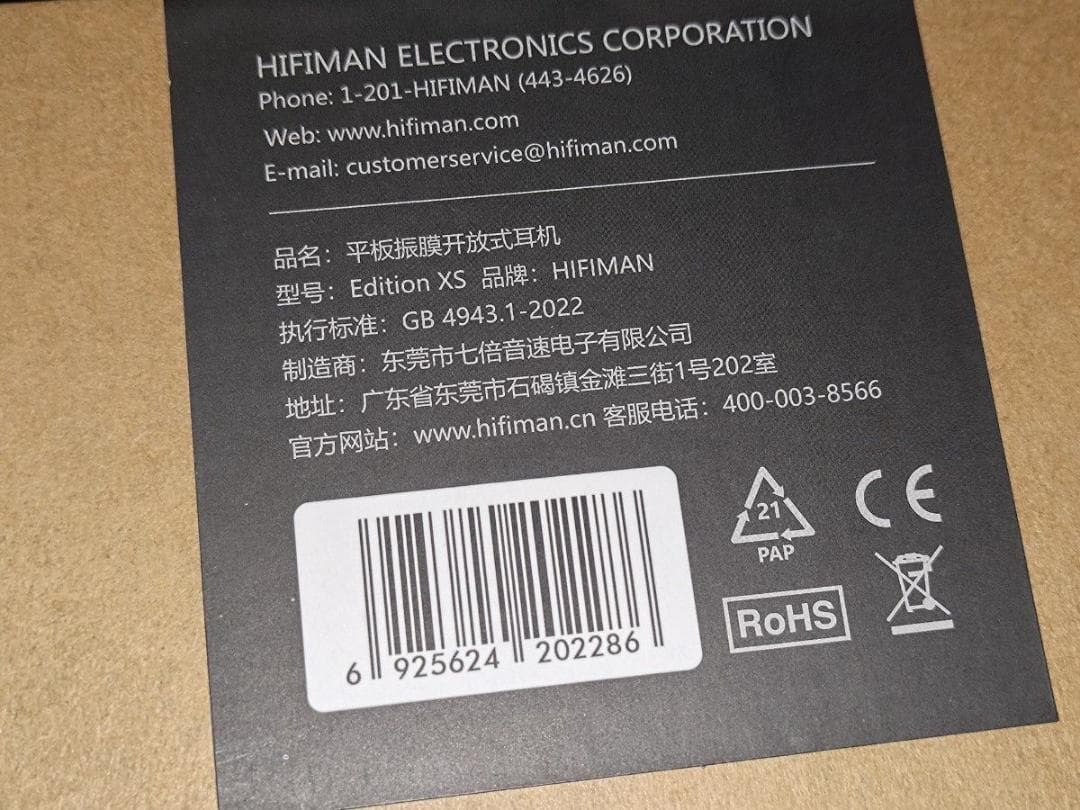 HIFIMAN ELECTRONICS CORPORATION
Phone: 1-201-HIFIMAN (443-4626)
Web: www.hifiman.com
E-mail: customerservice@hifiman.com
品名：平板振膜开放式耳机
型号：Edition XS 品牌：HIFIMAN
执行标准：GB 4943.1-2022
制造商：东莞市七倍音速电子有限公司
地址：广东省东莞市石碣镇金滩三街1号202室
官方网站：www.hifiman.cn 客服电话：400-003-8566
21
PAP
CE
RoHS
6 925624 202286